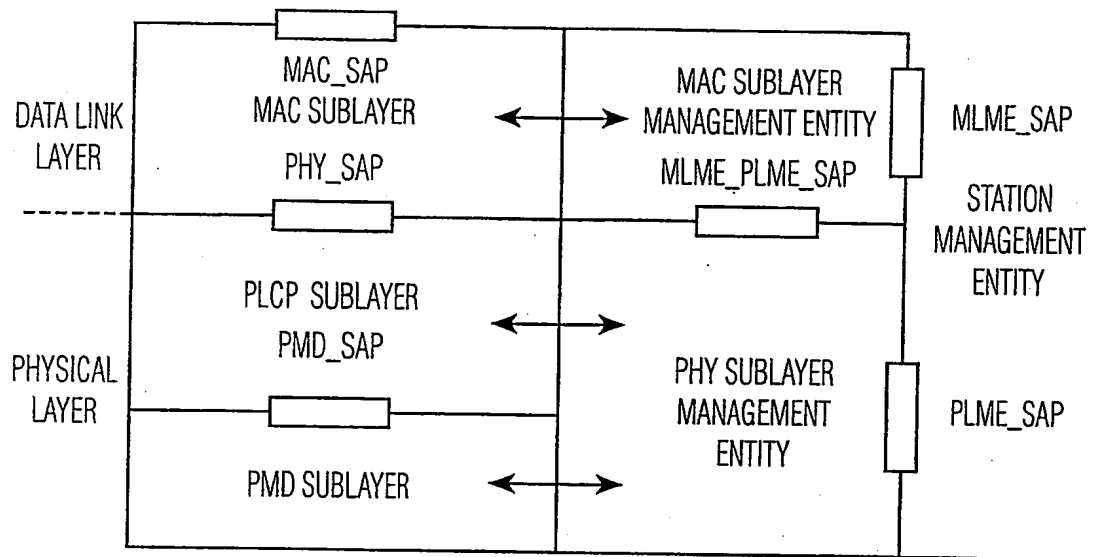 MAC_SAP
MAC SUBLAYER
DATA LINK
LAYER
PHY_SAP
MAC SUBLAYER
MANAGEMENT ENTITY
MLME_PLME_SAP
MLME_SAP
STATION
MANAGEMENT
ENTITY
PLCP SUBLAYER
PMD_SAP
PHYSICAL
LAYER
PMD SUBLAYER
PHY SUBLAYER
MANAGEMENT
ENTITY
PLME_SAP